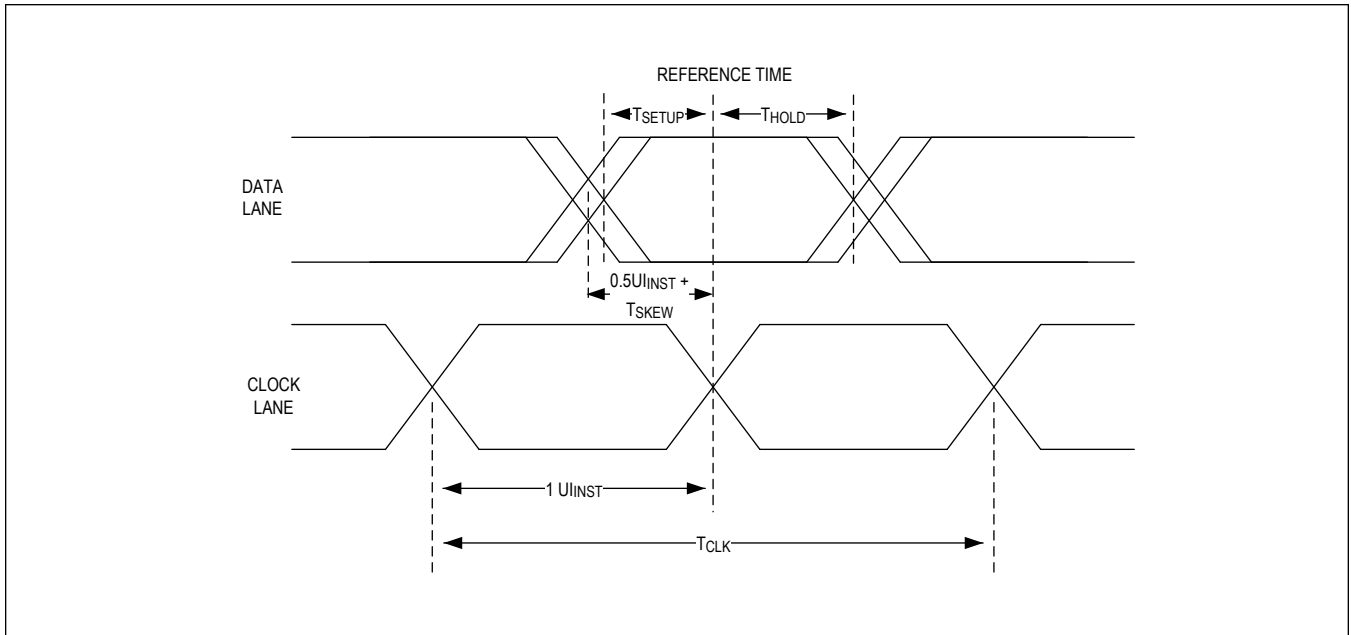 REFERENCE TIME
TSETUP
THOLD
DATA
LANE
0.5UIINST +
TSKEW
CLOCK
LANE
1 UIINST
TCLK